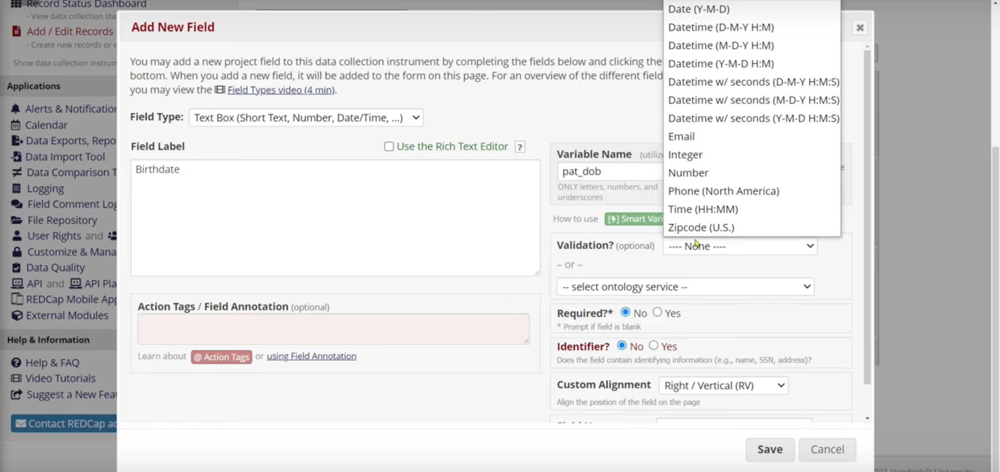 Record Status Dashboard
- View data collection sta
Add / Edit Records
- Create new records or e
Show data collection instrum
Applications
Alerts & Notification
Calendar
Data Exports, Repo
Data Import Tool
Data Comparison T
Logging
Field Comment Log
File Repository
User Rights and
Customize & Mana
Data Quality
API and API Pla
REDCap Mobile App
External Modules
Help & Information
Help & FAQ
Video Tutorials
Suggest a New Feat
Contact REDCap ad
Add New Field
You may add a new project field to this data collection instrument by completing the fields below and clicking the
bottom. When you add a new field, it will be added to the form on this page. For an overview of the different field
you may view the Field Types video (4 min).
Field Type: Text Box (Short Text, Number, Date/Time, ...)
Field Label
Use the Rich Text Editor ?
Birthdate
Action Tags / Field Annotation (optional)
Learn about @ Action Tags or using Field Annotation
Date (Y-M-D)
Datetime (D-M-Y H:M)
Datetime (M-D-Y H:M)
Datetime (Y-M-D H:M)
Datetime w/ seconds (D-M-Y H:M:S)
Datetime w/ seconds (M-D-Y H:M:S)
Datetime w/ seconds (Y-M-D H:M:S)
Email
Integer
Number
Phone (North America)
Time (HH:MM)
Zipcode (U.S.)
Variable Name (utilize
pat_dob
ONLY letters, numbers, and
underscores
How to use Smart Vari
Validation? (optional) ---- None ----
– or –
-- select ontology service --
Required?* No Yes
* Prompt if field is blank
Identifier? No Yes
Does the field contain identifying information (e.g., name, SSN, address)?
Custom Alignment Right / Vertical (RV)
Align the position of the field on the page
Save
Cancel